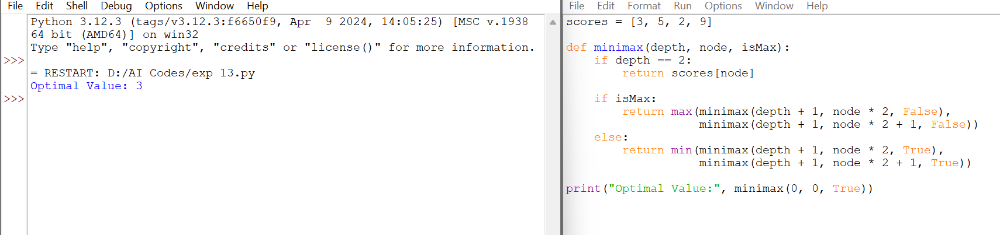 File Edit Shell Debug Options Window Help
Python 3.12.3 (tags/v3.12.3:f6650f9, Apr  9 2024, 14:05:25) [MSC v.1938
64 bit (AMD64)] on win32
Type "help", "copyright", "credits" or "license()" for more information.
>>>
= RESTART: D:/AI Codes/exp 13.py
Optimal Value: 3
>>>
File Edit Format Run Options Window Help
scores = [3, 5, 2, 9]
def minimax(depth, node, isMax):
    if depth == 2:
        return scores[node]
    if isMax:
        return max(minimax(depth + 1, node * 2, False),
                   minimax(depth + 1, node * 2 + 1, False))
    else:
        return min(minimax(depth + 1, node * 2, True),
                   minimax(depth + 1, node * 2 + 1, True))
print("Optimal Value:", minimax(0, 0, True))